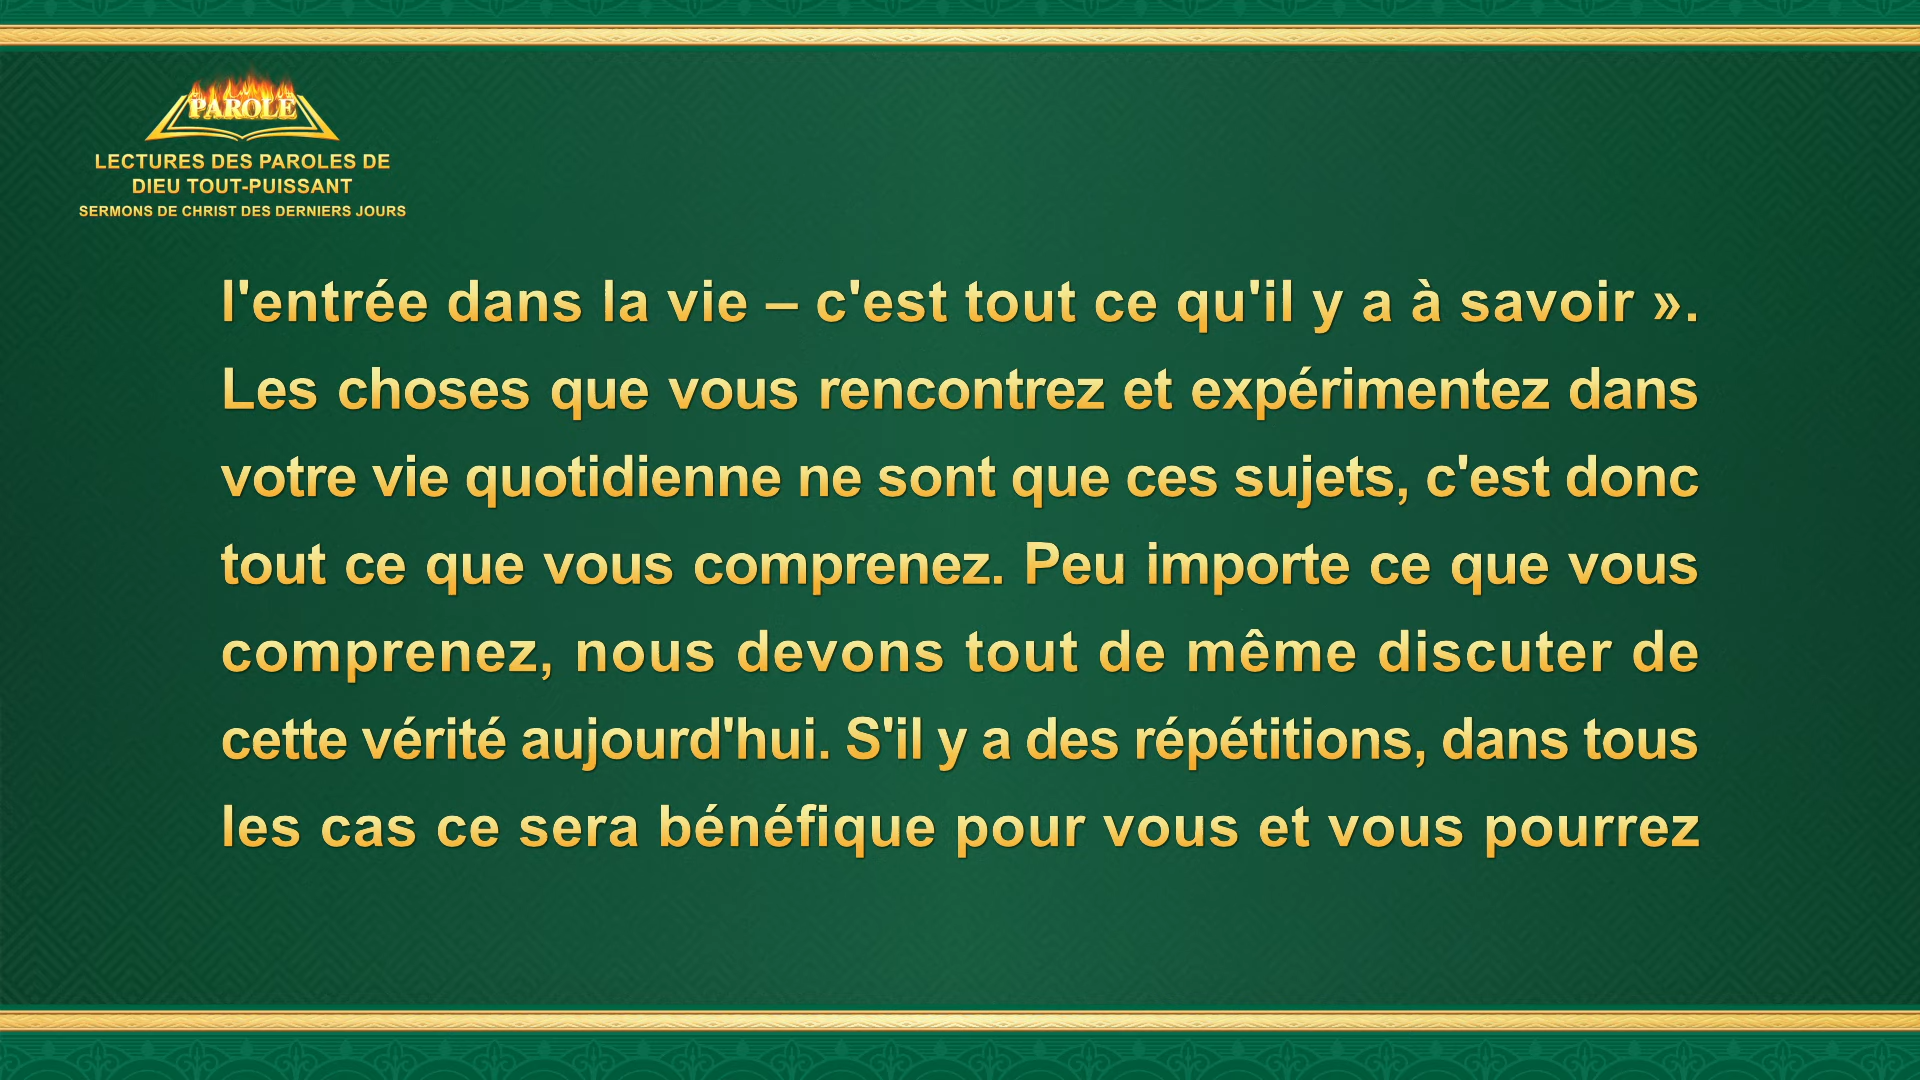 PAROLE
LECTURES DES PAROLES DE
DIEU TOUT-PUISSANT
SERMONS DE CHRIST DES DERNIERS JOURS
l'entrée dans la vie – c'est tout ce qu'il y a à savoir ».
Les choses que vous rencontrez et expérimentez dans
votre vie quotidienne ne sont que ces sujets, c'est donc
tout ce que vous comprenez. Peu importe ce que vous
comprenez, nous devons tout de même discuter de
cette vérité aujourd'hui. S'il y a des répétitions, dans tous
les cas ce sera bénéfique pour vous et vous pourrez